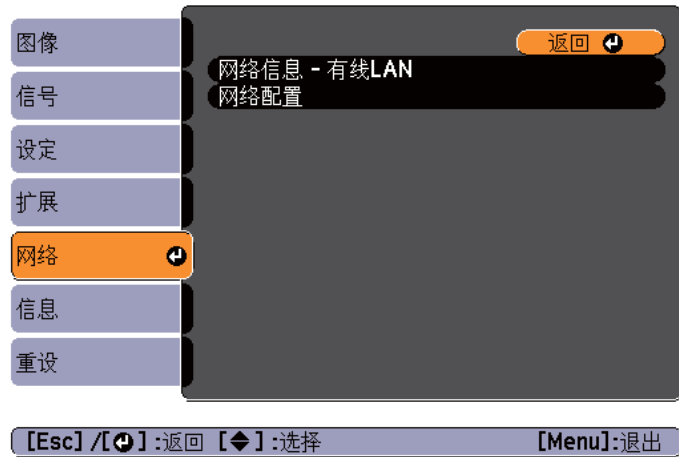 图像
信号
设定
扩展
网络
信息
重设
返回
网络信息 - 有线LAN
网络配置
[Esc] /[ ] :返回 [ ] :选择 [Menu]:退出